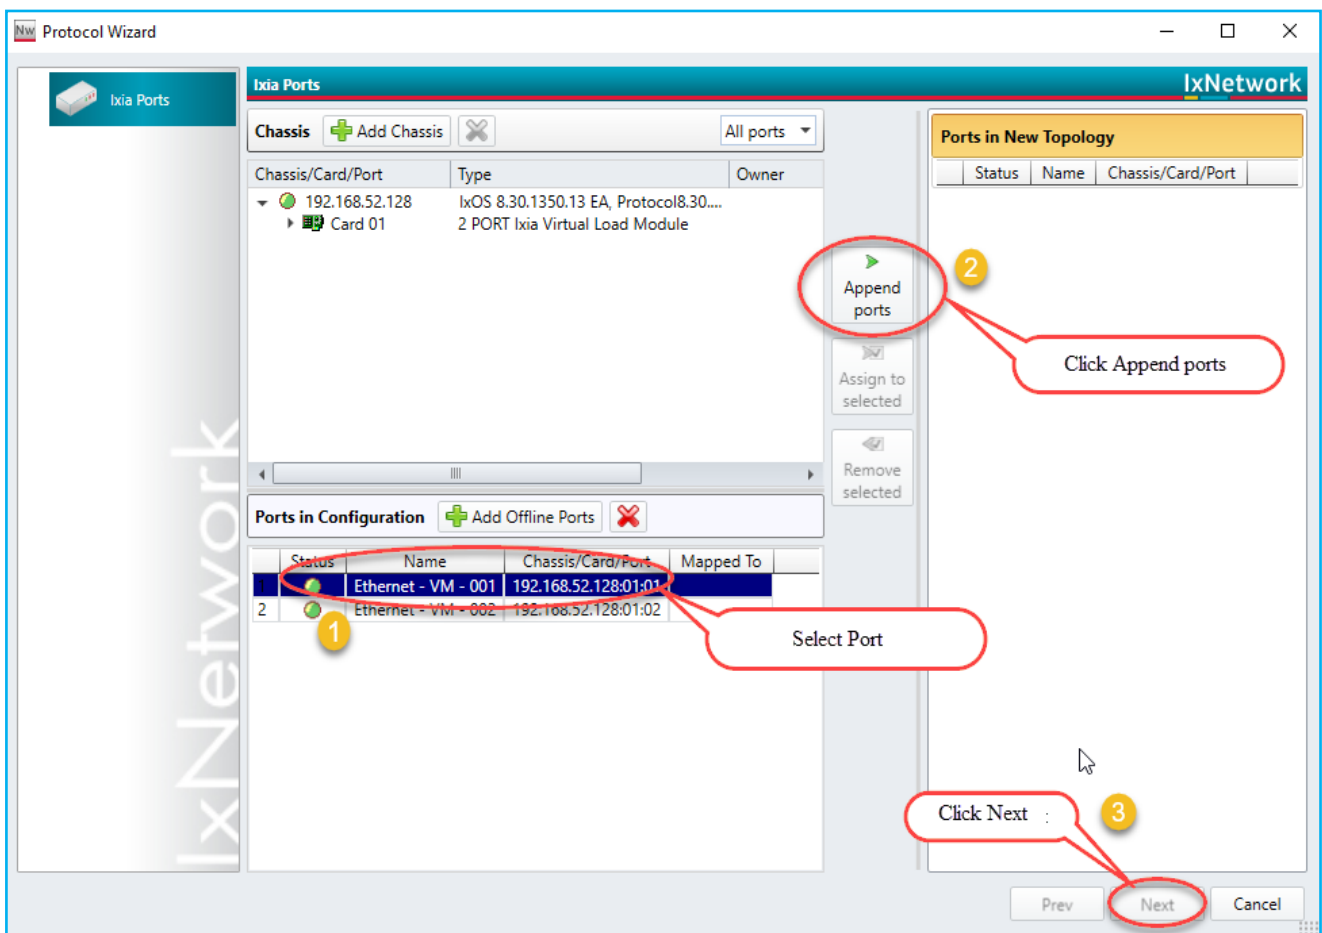 Nw Protocol Wizard
Ixia Ports
Ixia Ports
IxNetwork
Chassis Add Chassis All ports
Chassis/Card/Port Type Owner
192.168.52.128 IxOS 8.30.1350.13 EA, Protocol8.30....
Card 01 2 PORT Ixia Virtual Load Module
Append
ports
Assign to
selected
Remove
selected
Ports in New Topology
Status Name Chassis/Card/Port
2
Click Append ports
Ports in Configuration Add Offline Ports
Status Name Chassis/Card/Port Mapped To
1 Ethernet - VM - 001 192.168.52.128:01:01
2 Ethernet - VM - 002 192.168.52.128:01:02
1
Select Port
IxNetwork
Click Next :
3
Prev Next Cancel